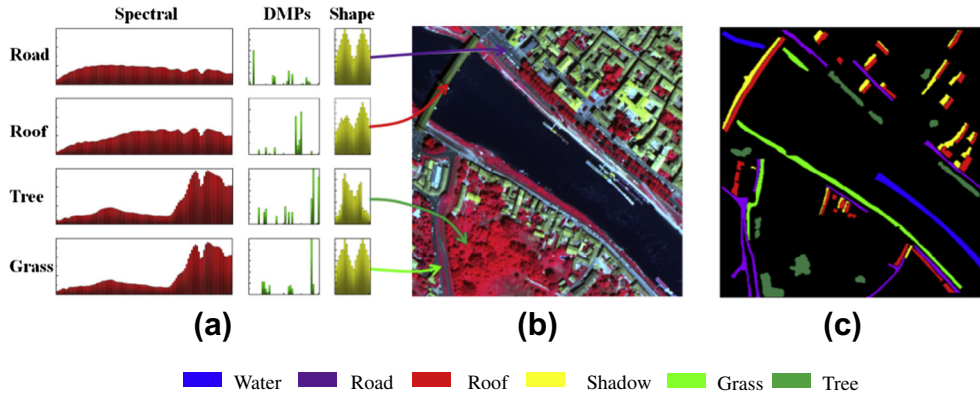 Spectral DMPs Shape
Road
Roof
Tree
Grass
(a) (b) (c)
Water Road Roof Shadow Grass Tree